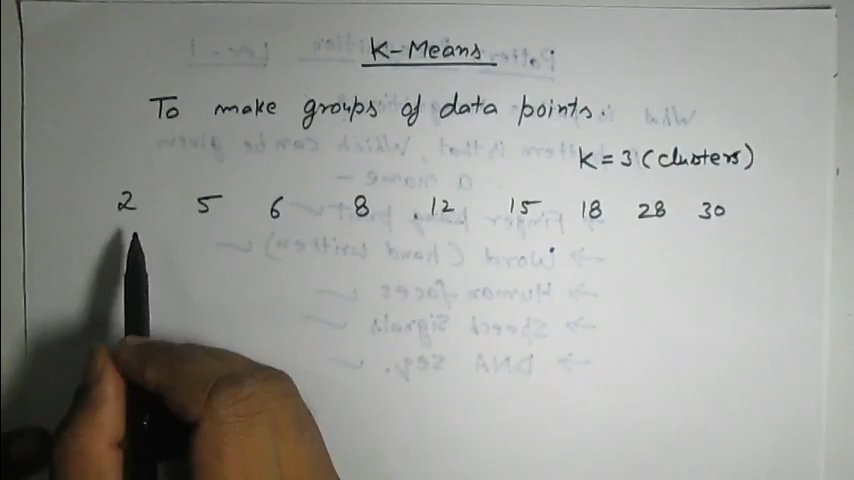 K-Means
To make groups of data points.
K = 3 (clusters)
2 5 6 8 12 15 18 28 30